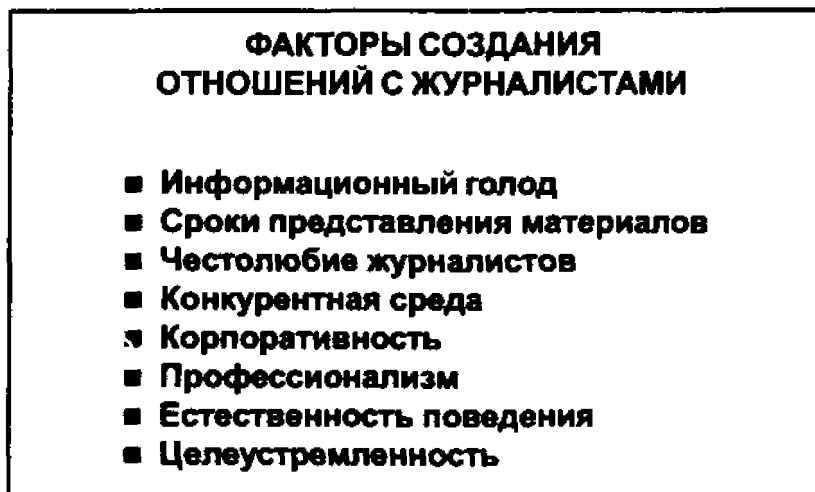 ФАКТОРЫ СОЗДАНИЯ
ОТНОШЕНИЙ С ЖУРНАЛИСТАМИ
■ Информационный голод
■ Сроки представления материалов
■ Честолюбие журналистов
■ Конкурентная среда
■ Корпоративность
■ Профессионализм
■ Естественность поведения
■ Целеустремленность